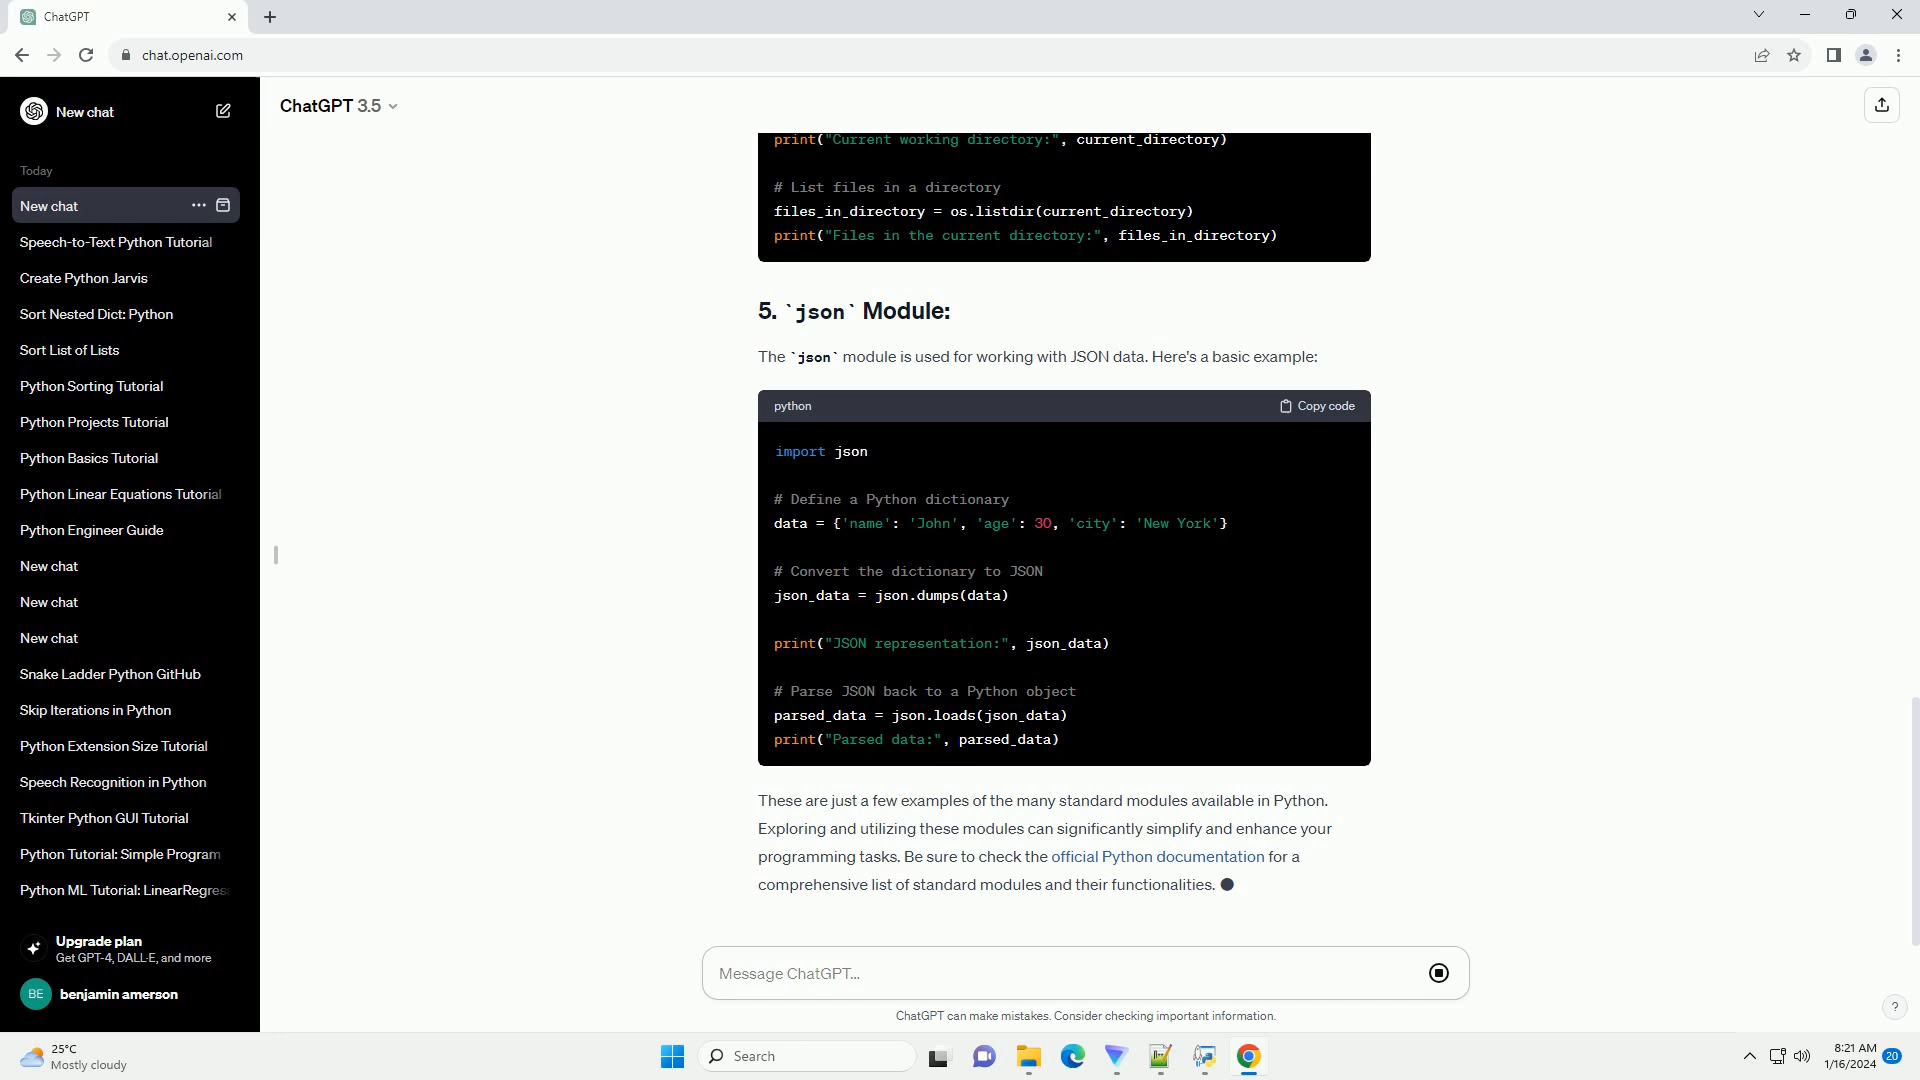 ChatGPT
chat.openai.com
New chat
Today
New chat
Speech-to-Text Python Tutorial
Create Python Jarvis
Sort Nested Dict: Python
Sort List of Lists
Python Sorting Tutorial
Python Projects Tutorial
Python Basics Tutorial
Python Linear Equations Tutorial
Python Engineer Guide
New chat
New chat
New chat
Snake Ladder Python GitHub
Skip Iterations in Python
Python Extension Size Tutorial
Speech Recognition in Python
Tkinter Python GUI Tutorial
Python Tutorial: Simple Program
Python ML Tutorial: LinearRegress
Upgrade plan
Get GPT-4, DALL·E, and more
BE benjamin amerson
ChatGPT 3.5
print("Current working directory:", current_directory)
# List files in a directory
files_in_directory = os.listdir(current_directory)
print("Files in the current directory:", files_in_directory)
5. `json` Module:
The `json` module is used for working with JSON data. Here's a basic example:
python Copy code
import json
# Define a Python dictionary
data = {'name': 'John', 'age': 30, 'city': 'New York'}
# Convert the dictionary to JSON
json_data = json.dumps(data)
print("JSON representation:", json_data)
# Parse JSON back to a Python object
parsed_data = json.loads(json_data)
print("Parsed data:", parsed_data)
These are just a few examples of the many standard modules available in Python.
Exploring and utilizing these modules can significantly simplify and enhance your
programming tasks. Be sure to check the official Python documentation for a
comprehensive list of standard modules and their functionalities.
Message ChatGPT...
ChatGPT can make mistakes. Consider checking important information.
?
25°C
Mostly cloudy
Search
8:21 AM
1/16/2024
20